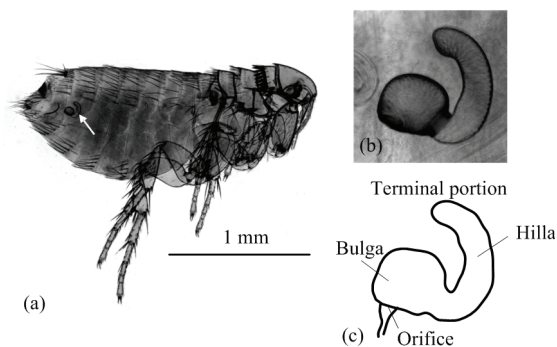 (a)
1 mm
(b)
Terminal portion
Hilla
Bulga
Orifice
(c)